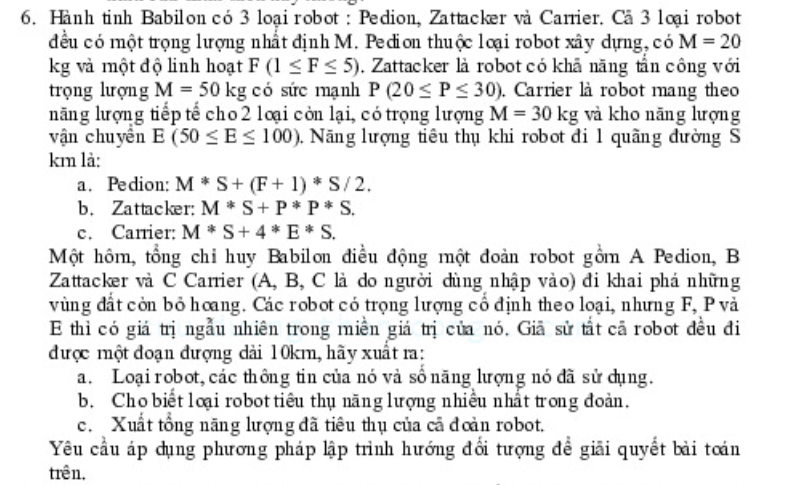 6. Hành tinh Babilon có 3 loại robot : Pedion, Zattacker và Carrier. Cả 3 loại robot
đều có một trọng lượng nhất định M. Pedion thuộc loại robot xây dựng, có M = 20
kg và một độ linh hoạt F (1 ≤ F ≤ 5). Zattacker là robot có khả năng tấn công với
trọng lượng M = 50 kg có sức mạnh P (20 ≤ P ≤ 30). Carrier là robot mang theo
năng lượng tiếp tế cho 2 loại còn lại, có trọng lượng M = 30 kg và kho năng lượng
vận chuyển E (50 ≤ E ≤ 100). Năng lượng tiêu thụ khi robot đi 1 quãng đường S
km là:
a. Pedion: M * S + (F + 1) * S / 2.
b. Zattacker: M * S + P * P * S.
c. Carrier: M * S + 4 * E * S.
Một hôm, tổng chỉ huy Babilon điều động một đoàn robot gồm A Pedion, B
Zattacker và C Carrier (A, B, C là do người dùng nhập vào) đi khai phá những
vùng đất còn bỏ hoang. Các robot có trọng lượng cố định theo loại, nhưng F, P và
E thì có giá trị ngẫu nhiên trong miền giá trị của nó. Giả sử tất cả robot đều đi
được một đoạn đượng dài 10km, hãy xuất ra:
a. Loại robot, các thông tin của nó và số năng lượng nó đã sử dụng.
b. Cho biết loại robot tiêu thụ năng lượng nhiều nhất trong đoàn.
c. Xuất tổng năng lượng đã tiêu thụ của cả đoàn robot.
Yêu cầu áp dụng phương pháp lập trình hướng đối tượng để giải quyết bài toán
trên.